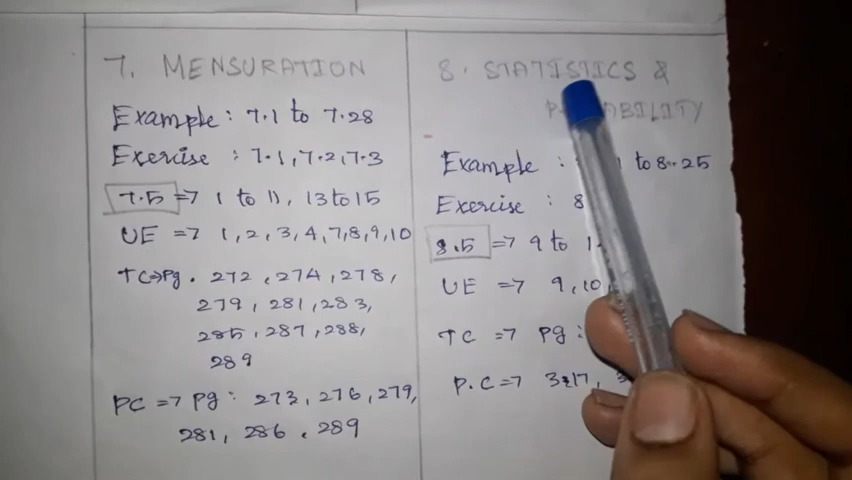 7. MENSURATION
Example : 7.1 to 7.28
Exercise : 7.1, 7.2, 7.3
7.5 => 1 to 11, 13 to 15
UE => 1, 2, 3, 4, 7, 8, 9, 10
TC => Pg. 272, 274, 278,
279, 281, 283,
285, 287, 288,
289
PC => Pg : 273, 276, 279,
281, 286, 289
8. STATISTICS &
Example : to 8.25
Exercise : 8
8.5 => 9 to
UE => 9, 10,
TC => Pg :
P.C =>